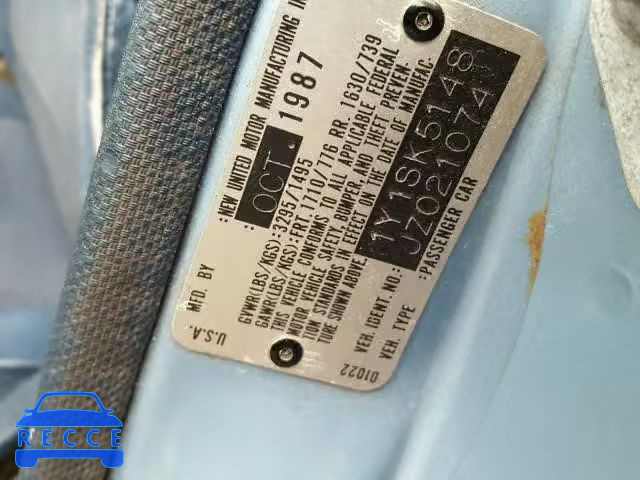 MFD. BY :NEW UNITED MOTOR MANUFACTURING IN
U.S.A. OCT. 1987
GVWR(LBS/KGS):3295/1495
GAWR(LBS/KGS):FRT.1710/776 RR. 1630/739
THIS VEHICLE CONFORMS TO ALL APPLICABLE FEDERAL
MOTOR VEHICLE SAFETY, BUMPER, AND THEFT PREVEN-
TION STANDARDS IN EFFECT ON THE DATE OF MANUFAC-
TURE SHOWN ABOVE.
VEH. IDENT. NO.: 1Y1SK5148
JZ021074
VEH. TYPE :PASSENGER CAR
01022
RECCE